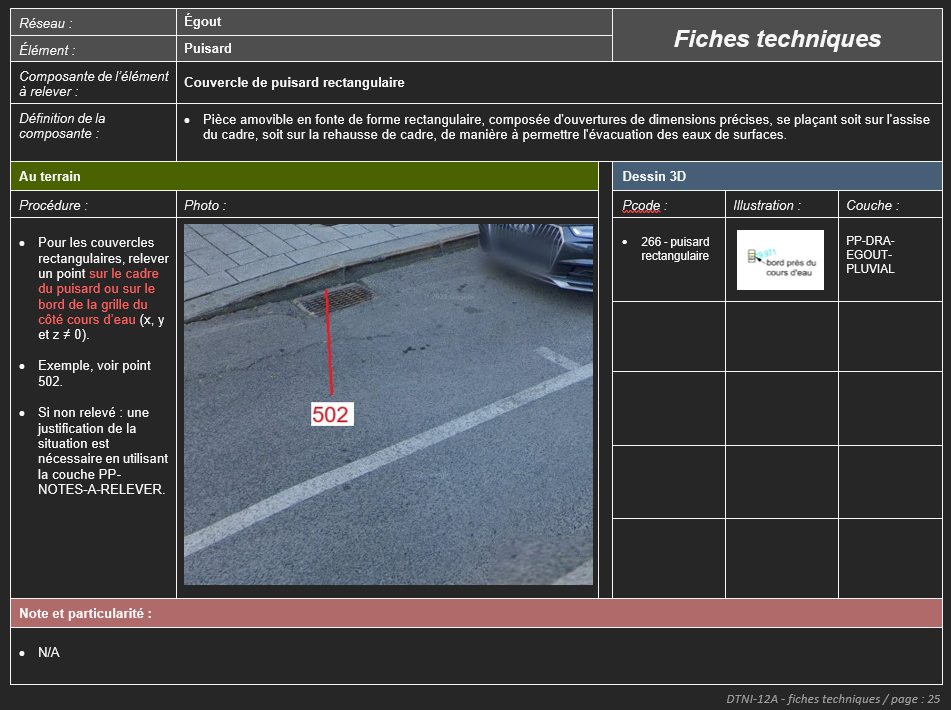 Réseau :
Égout
Fiches techniques
Élément :
Puisard
Composante de l'élément
à relever :
Couvercle de puisard rectangulaire
Définition de la
composante :
• Pièce amovible en fonte de forme rectangulaire, composée d'ouvertures de dimensions précises, se plaçant soit sur l'assise
du cadre, soit sur la rehausse de cadre, de manière à permettre l'évacuation des eaux de surfaces.
Au terrain
Procédure :
Photo :
• Pour les couvercles
rectangulaires, relever
un point sur le cadre
du puisard ou sur le
bord de la grille du
côté cours d'eau (x, y
et z ≠ 0).
• Exemple, voir point
502.
• Si non relevé : une
justification de la
situation est
nécessaire en utilisant
la couche PP-
NOTES-A-RELEVER.
502
Dessin 3D
Pcode :
Illustration :
Couche :
• 266 - puisard
rectangulaire
bord près du
cours d'eau
PP-DRA-
EGOUT-
PLUVIAL
Note et particularité :
• N/A
DTNI-12A - fiches techniques / page : 25